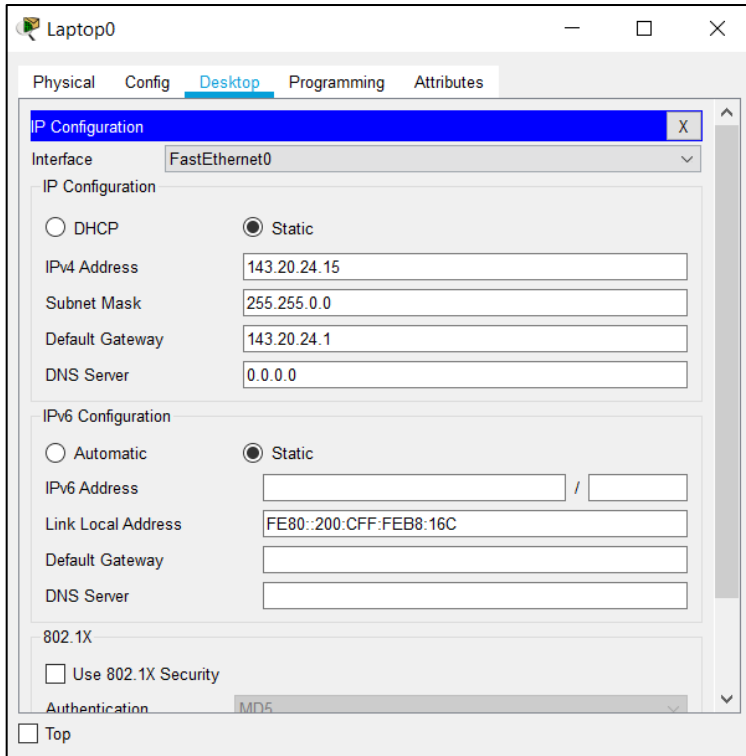 Laptop0
Physical Config Desktop Programming Attributes
IP Configuration X
Interface FastEthernet0
IP Configuration
DHCP Static
IPv4 Address 143.20.24.15
Subnet Mask 255.255.0.0
Default Gateway 143.20.24.1
DNS Server 0.0.0.0
IPv6 Configuration
Automatic Static
IPv6 Address /
Link Local Address FE80::200:CFF:FEB8:16C
Default Gateway
DNS Server
802.1X
Use 802.1X Security
Authentication MD5
Top